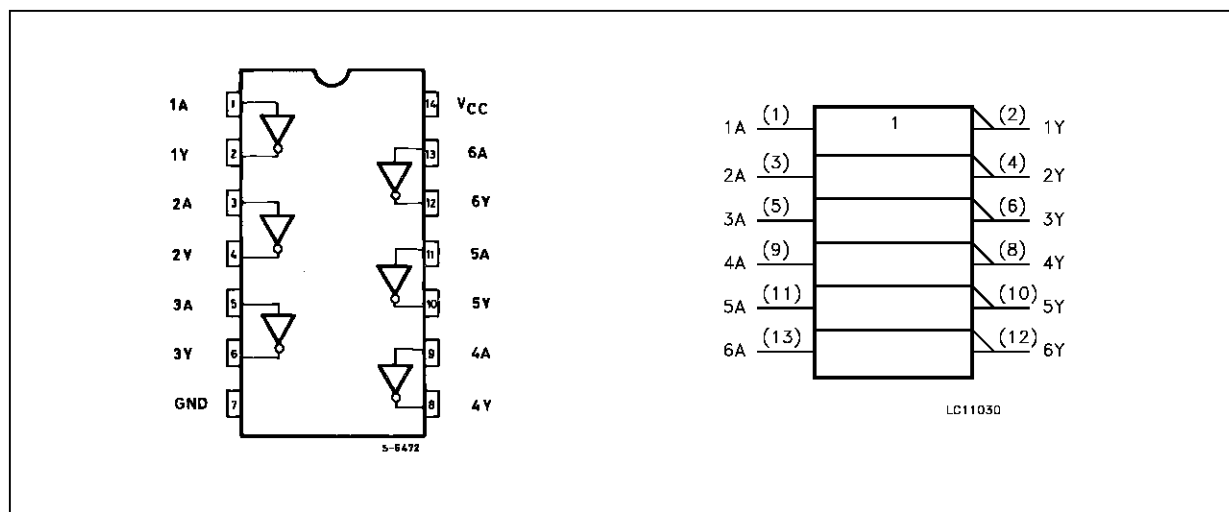 1A 1 14 VCC
1Y 2 13 6A
2A 3 12 6Y
2Y 4 11 5A
3A 5 10 5Y
3Y 6 9 4A
GND 7 8 4Y
S-6472
1A (1) 1 (2) 1Y
2A (3) (4) 2Y
3A (5) (6) 3Y
4A (9) (8) 4Y
5A (11) (10) 5Y
6A (13) (12) 6Y
LC11030